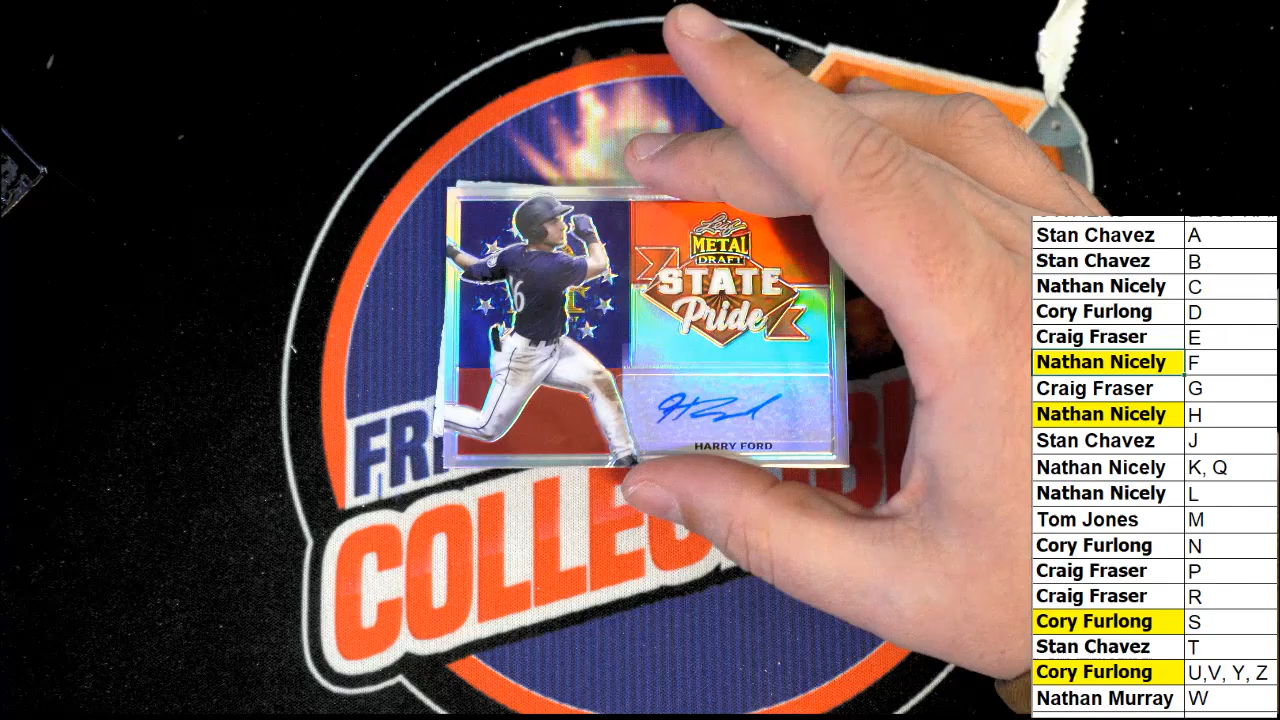 Leaf
METAL
DRAFT
STATE
Pride
HARRY FORD
FR
COLLEC
Stan Chavez A
Stan Chavez B
Nathan Nicely C
Cory Furlong D
Craig Fraser E
Nathan Nicely F
Craig Fraser G
Nathan Nicely H
Stan Chavez J
Nathan Nicely K, Q
Nathan Nicely L
Tom Jones M
Cory Furlong N
Craig Fraser P
Craig Fraser R
Cory Furlong S
Stan Chavez T
Cory Furlong U,V, Y, Z
Nathan Murray W